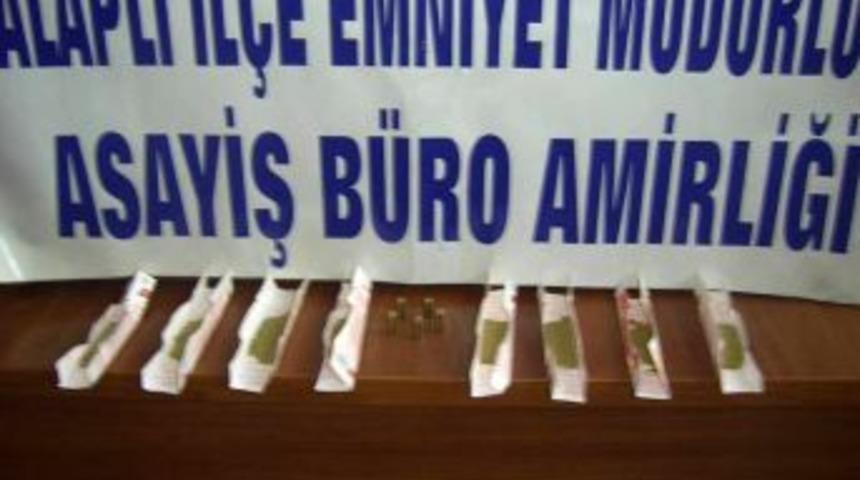 ALAPLI İLÇE EMNİYET MÜDÜRLÜ
ASAYİŞ BÜRO AMİRLİĞİ